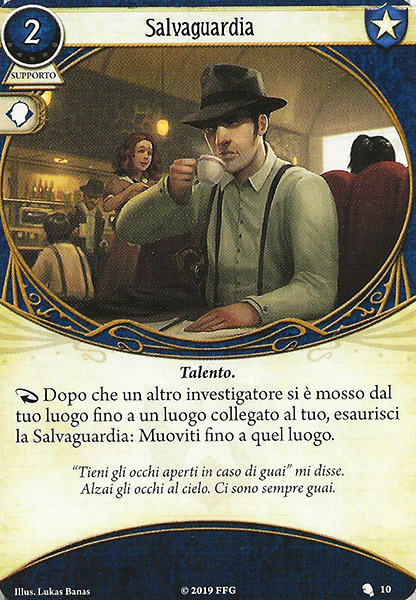 2
Salvaguardia
SUPPORTO
Talento.
Dopo che un altro investigatore si è mosso dal
tuo luogo fino a un luogo collegato al tuo, esaurisci
la Salvaguardia: Muoviti fino a quel luogo.
“Tieni gli occhi aperti in caso di guai” mi disse.
Alzai gli occhi al cielo. Ci sono sempre guai.
Illus. Lukas Banas
© 2019 FFG
10